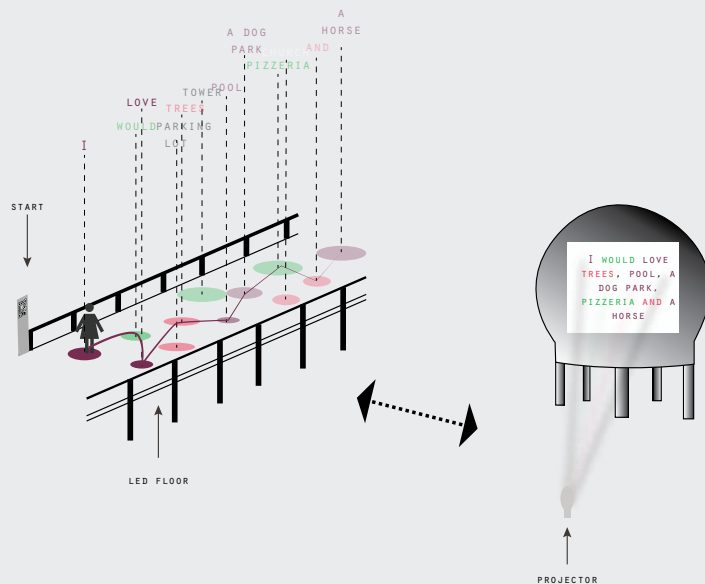 A
HORSE
A DOG
PARK
AND
PIZZERIA
POOL
TOWER
TREES
LOVE
WOULD
PARKING
LOT
I
START
LED FLOOR
I WOULD LOVE
TREES, POOL, A
DOG PARK,
PIZZERIA AND A
HORSE
PROJECTOR